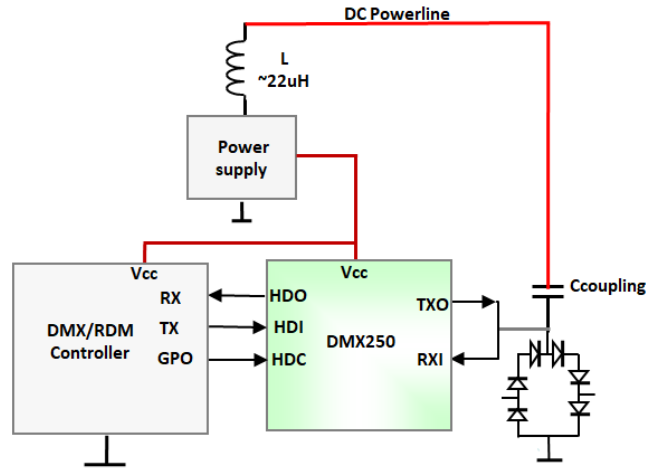 DC Powerline
L
~22uH
Power
supply
Vcc
Vcc
RX
HDO
TXO
Ccoupling
DMX/RDM
Controller
TX
HDI
DMX250
GPO
HDC
RXI